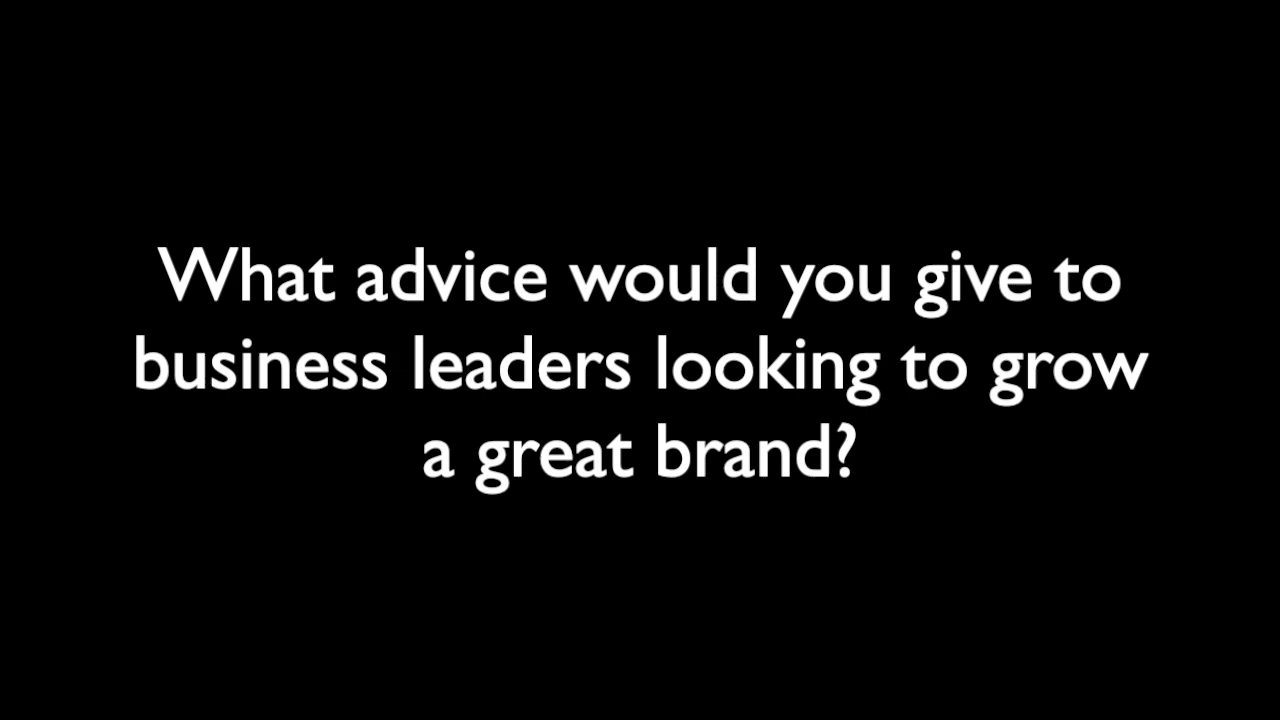 What advice would you give to
business leaders looking to grow
a great brand?